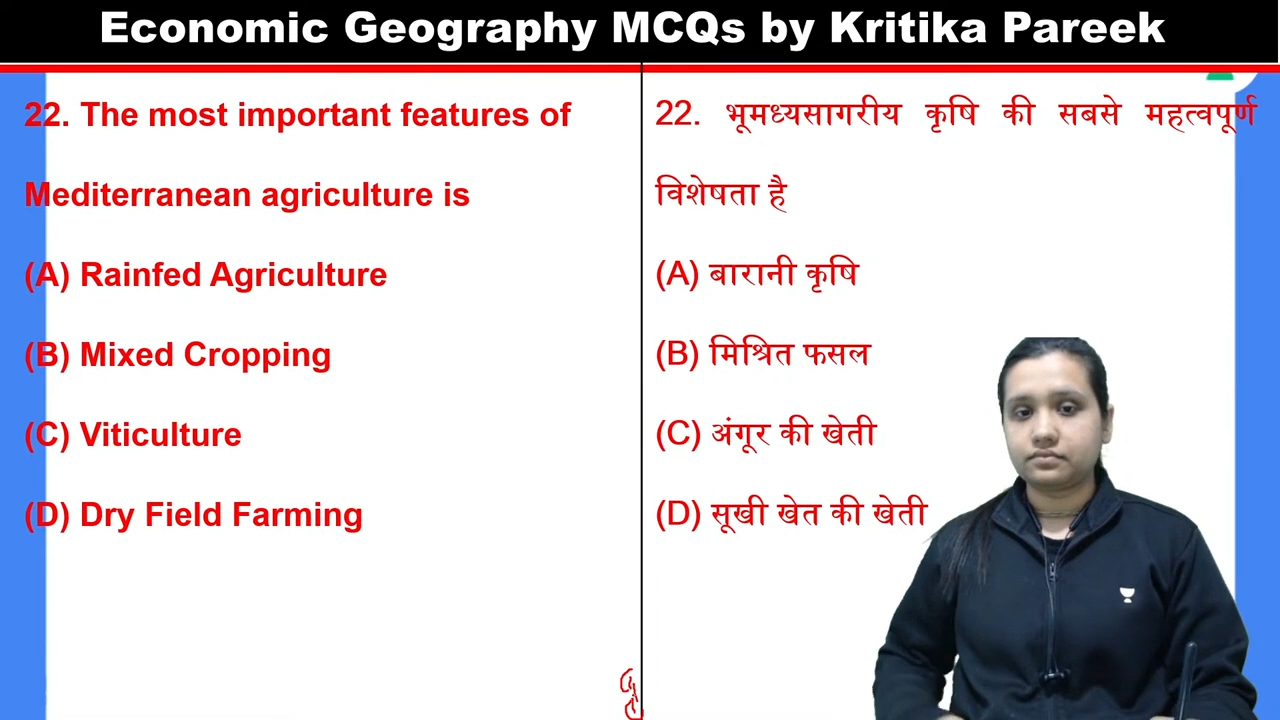 Economic Geography MCQs by Kritika Pareek
22. The most important features of
Mediterranean agriculture is
(A) Rainfed Agriculture
(B) Mixed Cropping
(C) Viticulture
(D) Dry Field Farming
22. भूमध्यसागरीय कृषि की सबसे महत्वपूर्ण
विशेषता है
(A) बारानी कृषि
(B) मिश्रित फसल
(C) अंगूर की खेती
(D) सूखी खेत की खेती